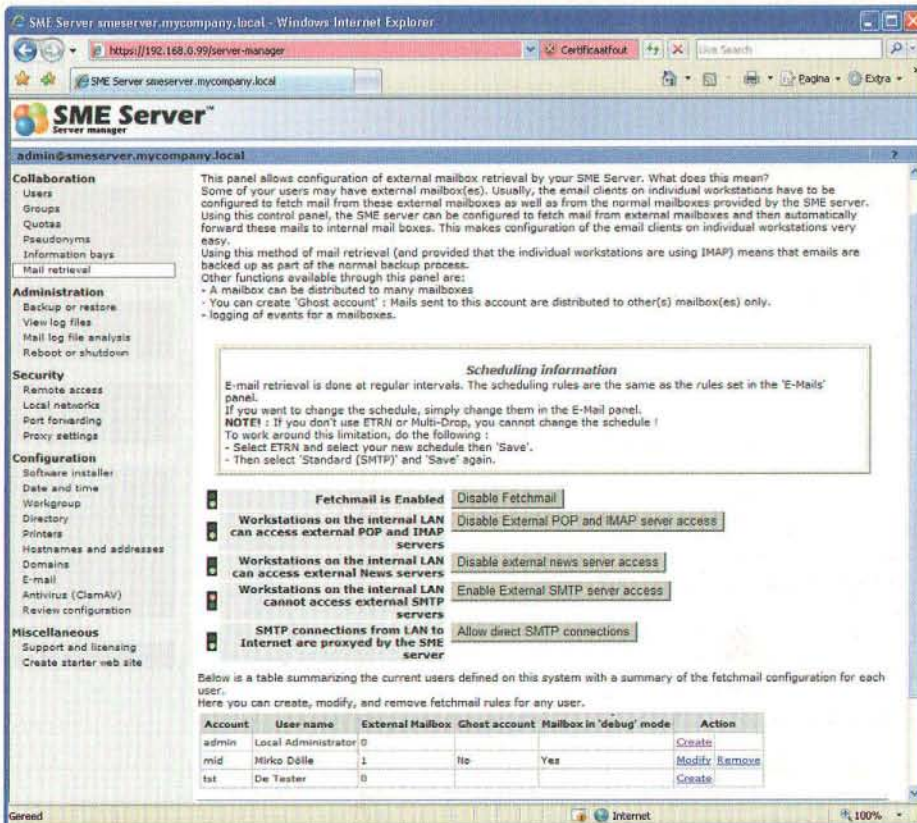 SME Server smeserver.mycompany.local - Windows Internet Explorer
https://192.168.0.99/server-manager
Certificaatfout
Live Search
SME Server smeserver.mycompany.local
Pagina
Extra
SME Server™
Server manager
admin@smeserver.mycompany.local
?
Collaboration
Users
Groups
Quotas
Pseudonyms
Information bays
Mail retrieval
Administration
Backup or restore
View log files
Mail log file analysis
Reboot or shutdown
Security
Remote access
Local networks
Port forwarding
Proxy settings
Configuration
Software installer
Date and time
Workgroup
Directory
Printers
Hostnames and addresses
Domains
E-mail
Antivirus (ClamAV)
Review configuration
Miscellaneous
Support and licensing
Create starter web site
This panel allows configuration of external mailbox retrieval by your SME Server. What does this mean?
Some of your users may have external mailbox(es). Usually, the email clients on individual workstations have to be
configured to fetch mail from these external mailboxes as well as from the normal mailboxes provided by the SME server.
Using this control panel, the SME server can be configured to fetch mail from external mailboxes and then automatically
forward these mails to internal mail boxes. This makes configuration of the email clients on individual workstations very
easy.
Using this method of mail retrieval (and provided that the individual workstations are using IMAP) means that emails are
backed up as part of the normal backup process.
Other functions available through this panel are:
- A mailbox can be distributed to many mailboxes
- You can create 'Ghost account' : Mails sent to this account are distributed to other(s) mailbox(es) only.
- logging of events for a mailboxes.
Scheduling information
E-mail retrieval is done at regular intervals. The scheduling rules are the same as the rules set in the 'E-Mails'
panel.
If you want to change the schedule, simply change them in the E-Mail panel.
NOTE! : If you don't use ETRN or Multi-Drop, you cannot change the schedule !
To work around this limitation, do the following :
- Select ETRN and select your new schedule then 'Save'.
- Then select 'Standard (SMTP)' and 'Save' again.
Fetchmail is Enabled Disable Fetchmail
Workstations on the internal LAN Disable External POP and IMAP server access
can access external POP and IMAP
servers
Workstations on the internal LAN Disable external news server access
can access external News servers
Workstations on the internal LAN Enable External SMTP server access
cannot access external SMTP
servers
SMTP connections from LAN to Allow direct SMTP connections
Internet are proxyed by the SME
server
Below is a table summarizing the current users defined on this system with a summary of the fetchmail configuration for each
user.
Here you can create, modify, and remove fetchmail rules for any user.
Account User name External Mailbox Ghost account Mailbox in 'debug' mode Action
admin Local Administrator 0 Create
mid Mirko Dölle 1 No Yes Modify Remove
tst De Tester 0 Create
Gereed
Internet
100%